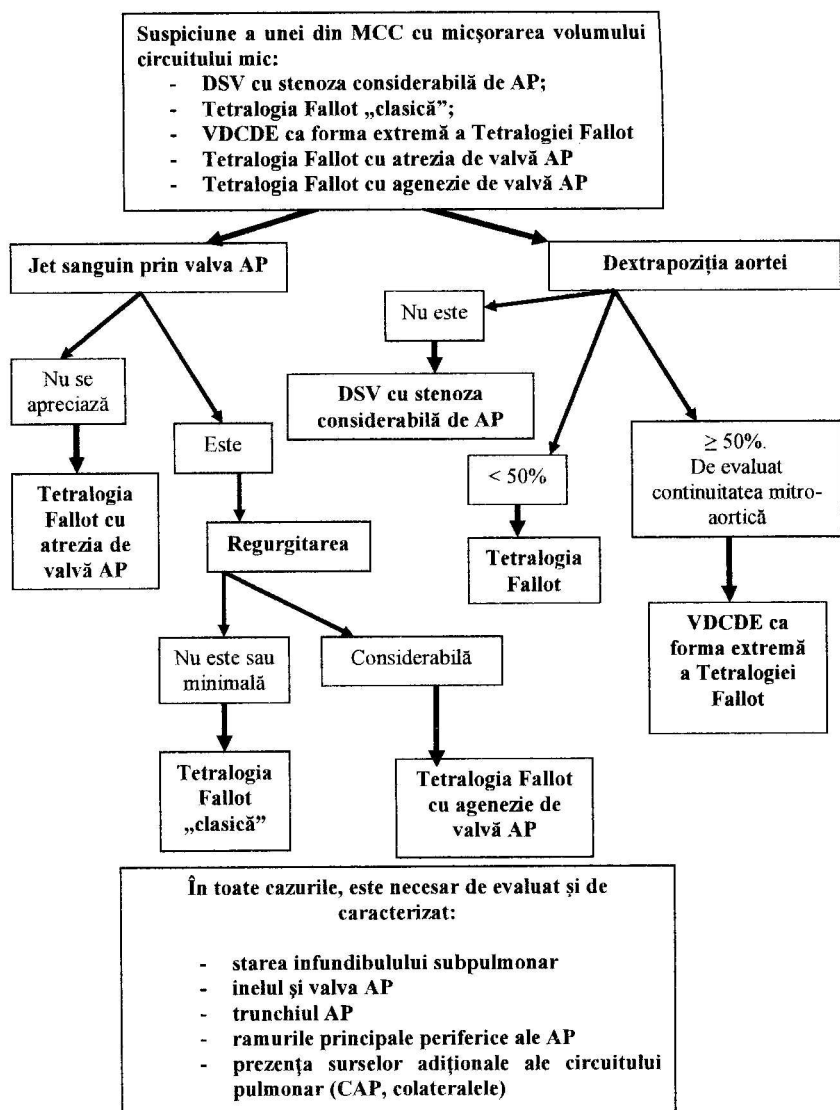 Suspiciune a unei din MCC cu micșorarea volumului
circuitului mic:
- DSV cu stenoza considerabilă de AP;
- Tetralogia Fallot „clasică”;
- VDCDE ca forma extremă a Tetralogiei Fallot
- Tetralogia Fallot cu atrezia de valvă AP
- Tetralogia Fallot cu agenezie de valvă AP
Jet sanguin prin valva AP
Dextrapoziția aortei
Nu se
apreciază
Tetralogia
Fallot cu
atrezia de
valvă AP
Este
Regurgitarea
Nu este sau
minimală
Tetralogia
Fallot
„clasică”
Considerabilă
Tetralogia Fallot
cu agenezie de
valvă AP
Nu este
DSV cu stenoza
considerabilă de AP
< 50%
Tetralogia
Fallot
≥ 50%.
De evaluat
continuitatea mitro-
aortică
VDCDE ca
forma extremă
a Tetralogiei
Fallot
În toate cazurile, este necesar de evaluat și de
caracterizat:
- starea infundibulului subpulmonar
- inelul și valva AP
- trunchiul AP
- ramurile principale periferice ale AP
- prezența surselor adiționale ale circuitului
pulmonar (CAP, colateralele)